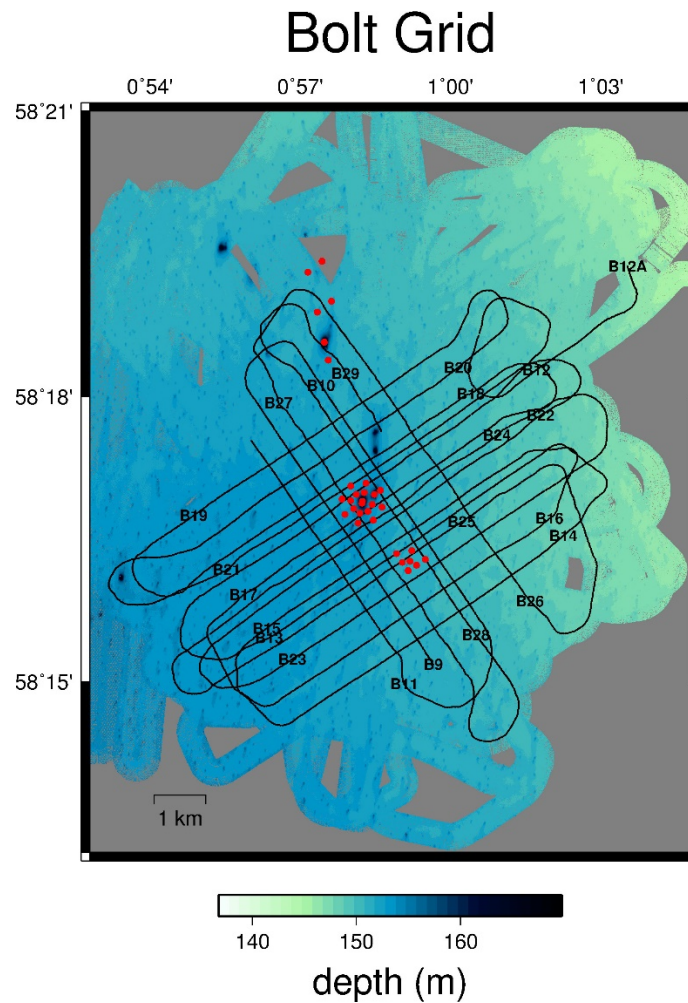 Bolt Grid
0˚54' 0˚57' 1˚00' 1˚03'
58˚21'
B12A
B29 B20 B12
B10 B18
58˚18'
B27 B22
B24
B19 B25 B16
B14
B21
B17 B26
B15
B13 B28
B23 B9
58˚15' B11
1 km
140 150 160
depth (m)